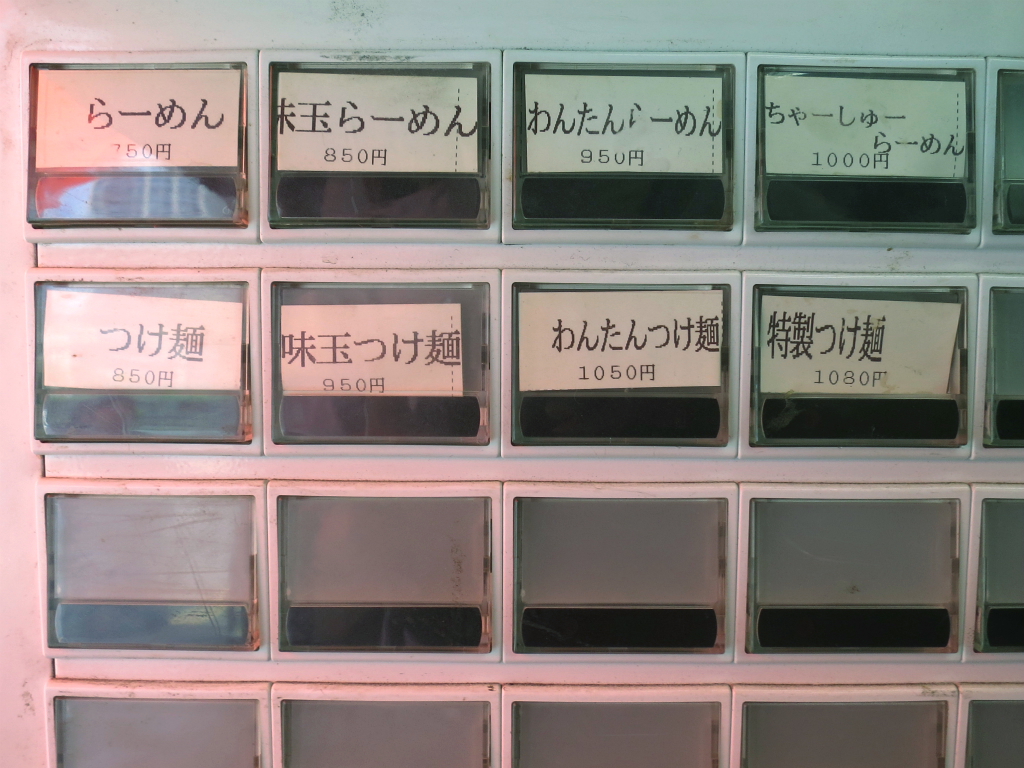 らーめん
750円
味玉らーめん
850円
わんたんらーめん
950円
ちゃーしゅー
らーめん
1000円
つけ麺
850円
味玉つけ麺
950円
わんたんつけ麺
1050円
特製つけ麺
1080円